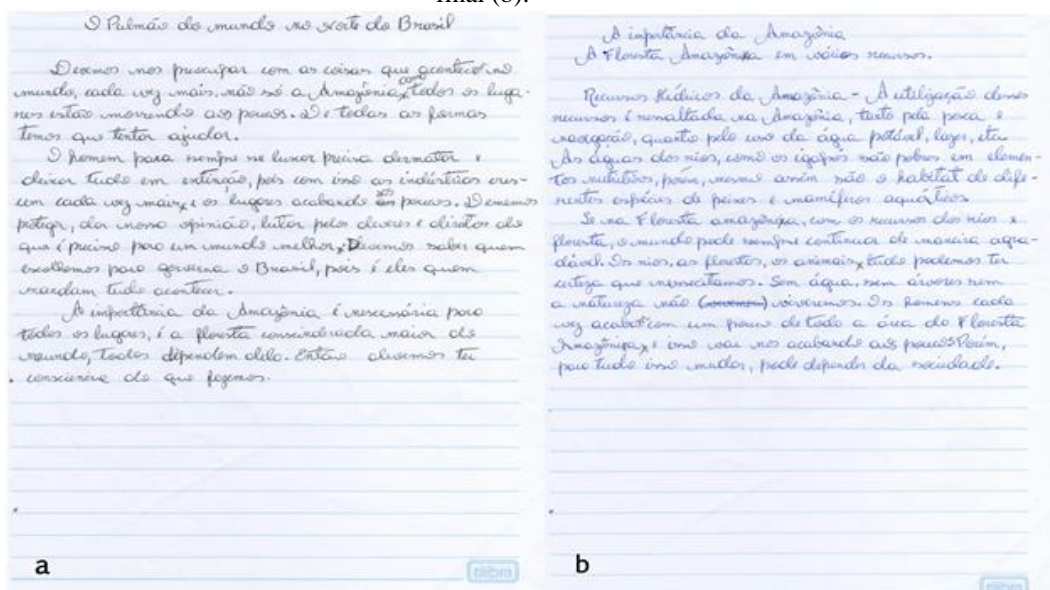 final (b).
O Pulmão do mundo no norte do Brasil
Devemos nos preocupar com as coisas que acontece no
mundo, cada vez mais, não só a Amazônia, todos os luga-
res estão morrendo aos poucos. De todas as formas
temos que tentar ajudar.
O homem para sempre no luxo precisa desmatar e
deixar tudo em extinção, pois com isso as indústrias cres-
cem cada vez mais, e os lugares acabando aos poucos. Devemos
proteger, dar nossa opinião, lutar pelos deveres e direitos do
que é preciso para um mundo melhor, Devemos saber quem
escolhemos para governa o Brasil, pois é eles quem
mandam tudo acontecer.
A importância da Amazônia é necessária para
todos os lugares, é a floresta considerada maior do
mundo, Todos dependem dela. Então devemos ter
consciência do que fazemos.
a
tilibra
A importância da Amazônia
A Floresta Amazônica em vários recursos.
Recursos Hídricos da Amazônia - A utilização desses
recursos é ressaltada na Amazônia, tanto pela pesca e
navegação, quanto pelo uso da água potável, lazer, etc.
As águas dos rios, como os igapós são pobres em elemen-
tos nutritivos, porém, mesmo assim são o habitat de dife-
rentes espécies de peixes e mamíferos aquáticos.
Se na Floresta amazônica, com os recursos dos rios e
floresta, o mundo pode sempre continuar de maneira agra-
dável. Os rios, as florestas, os animais, tudo podemos ter
certeza que necessitamos. Sem água, sem árvores nem
a natureza não viveremos. Os homens cada
vez acabar com um pouco de toda a área da Floresta
Amazônica, e isso vai nos acabando aos poucos Porém,
para tudo isso mudar, pode depender da sociedade.
b
tilibra